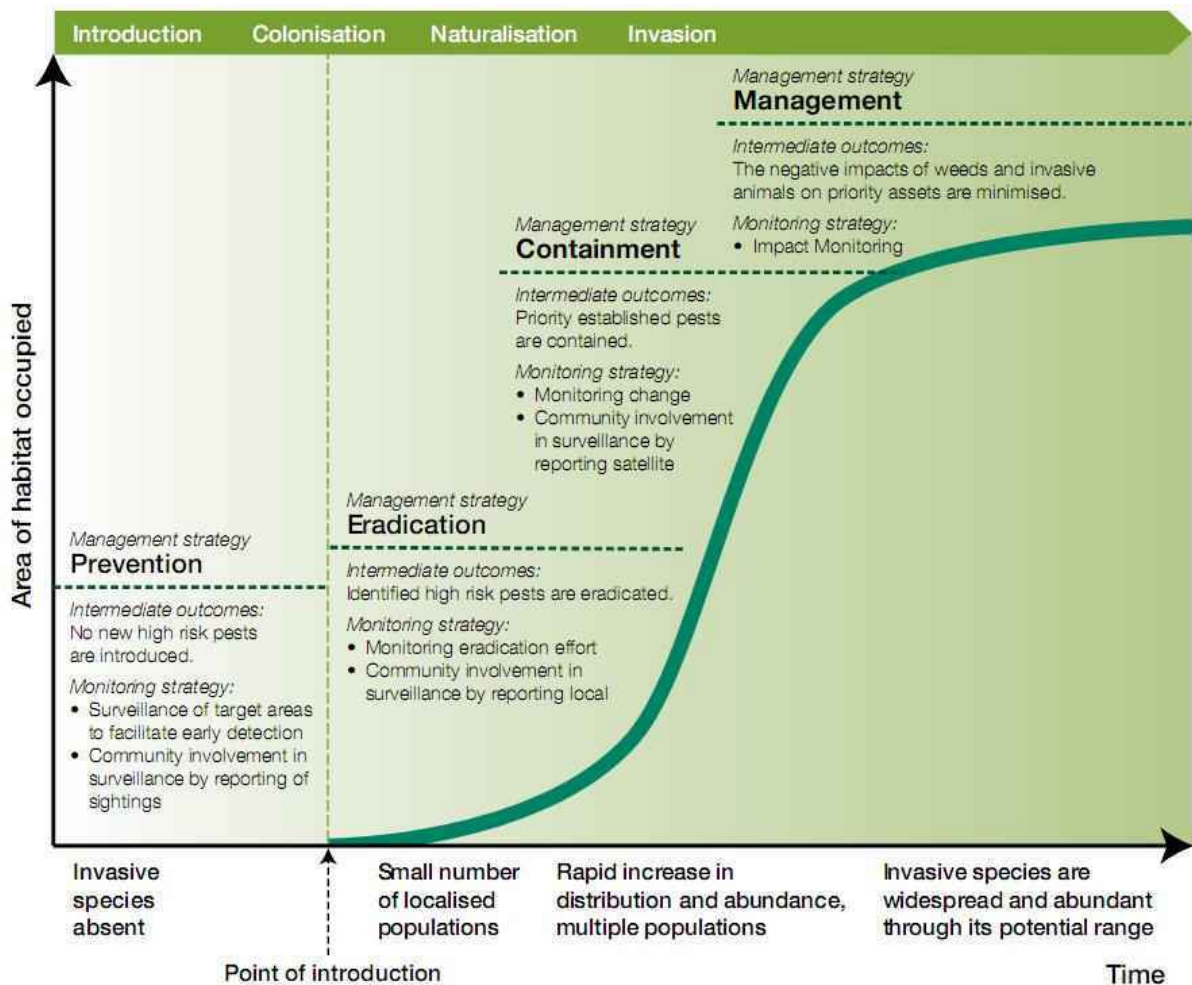 Introduction Colonisation Naturalisation Invasion
Management strategy
Management
Intermediate outcomes:
The negative impacts of weeds and invasive
animals on priority assets are minimised.
Monitoring strategy:
• Impact Monitoring
Management strategy
Containment
Intermediate outcomes:
Priority established pests
are contained.
Monitoring strategy:
• Monitoring change
• Community involvement
in surveillance by
reporting satellite
Management strategy
Eradication
Intermediate outcomes:
Identified high risk pests are eradicated.
Monitoring strategy:
• Monitoring eradication effort
• Community involvement in
surveillance by reporting local
Management strategy
Prevention
Intermediate outcomes:
No new high risk pests
are introduced.
Monitoring strategy:
• Surveillance of target areas
to facilitate early detection
• Community involvement in
surveillance by reporting of
sightings
Area of habitat occupied
Invasive
species
absent
Small number
of localised
populations
Rapid increase in
distribution and abundance,
multiple populations
Invasive species are
widespread and abundant
through its potential range
Point of introduction
Time